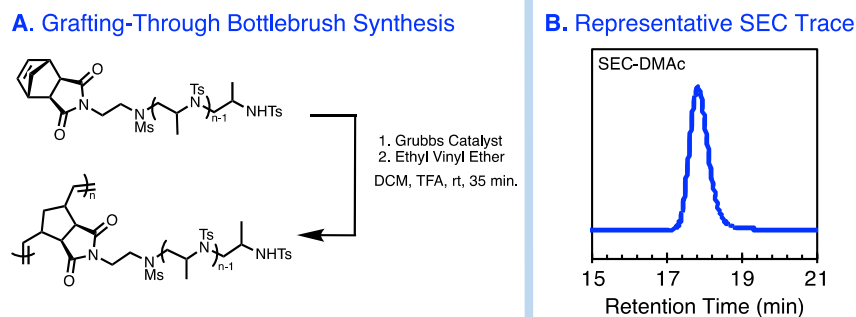 A. Grafting-Through Bottlebrush Synthesis
O
N
O
N
Ms
Ts
N
n-1
NHTs
1. Grubbs Catalyst
2. Ethyl Vinyl Ether
DCM, TFA, rt, 35 min.
n
O
N
O
N
Ms
Ts
N
n-1
NHTs
B. Representative SEC Trace
SEC-DMAc
15 17 19 21
Retention Time (min)